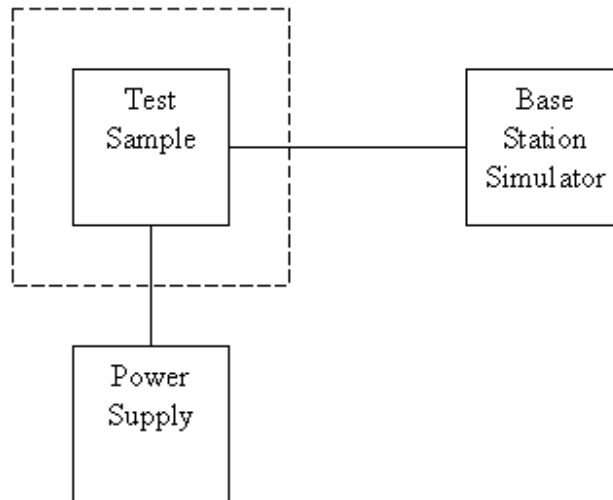 Test
Sample
Base
Station
Simulator
Power
Supply